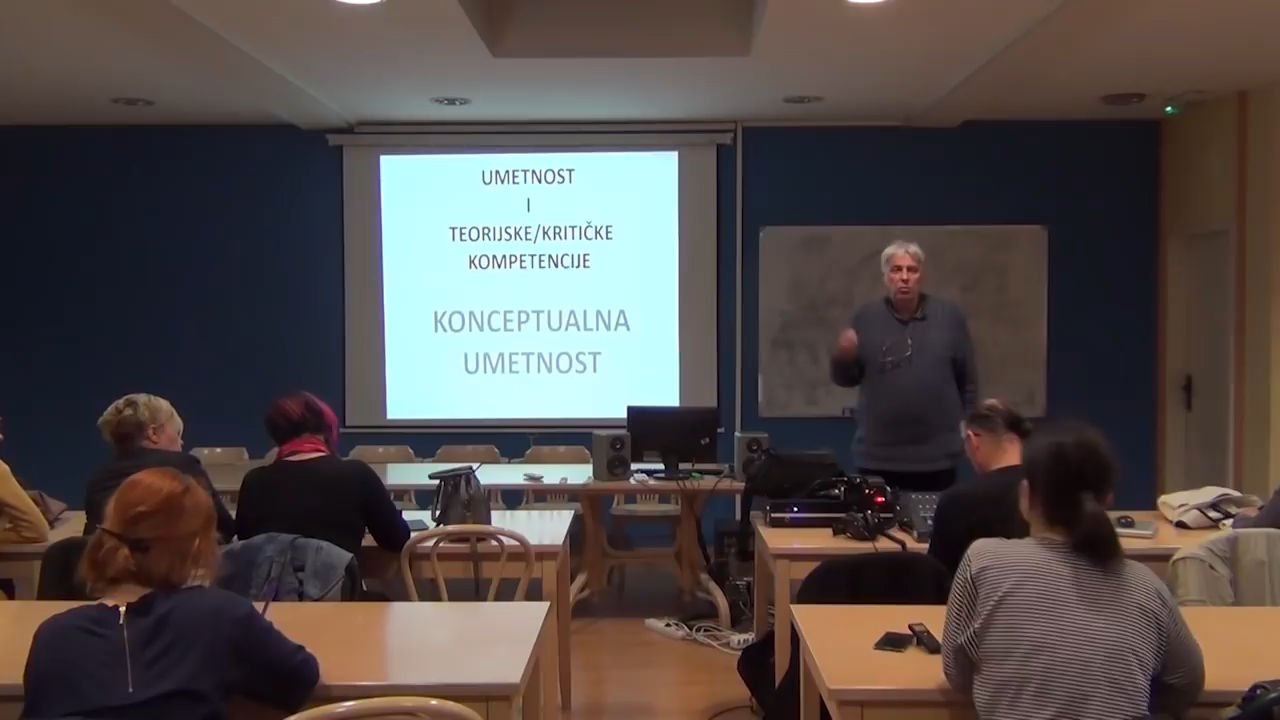 UMETNOST
I
TEORIJSKE/KRITIČKE
KOMPETENCIJE
KONCEPTUALNA
UMETNOST